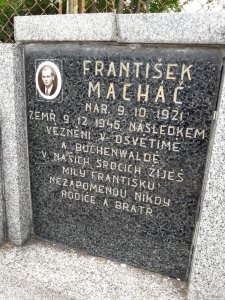 FRANTIŠEK
MACHÁČ
NAR. 9. 10. 1921
ZEMŘ. 9. 12. 1945, NÁSLEDKEM
VĚZNĚNÍ V OSVĚTIMĚ
A BUCHENWALDĚ
V NAŠICH SRDCÍCH ŽIJEŠ
MILÝ FRANTIŠKU
NEZAPOMENOU NIKDY
RODIČE A BRATR